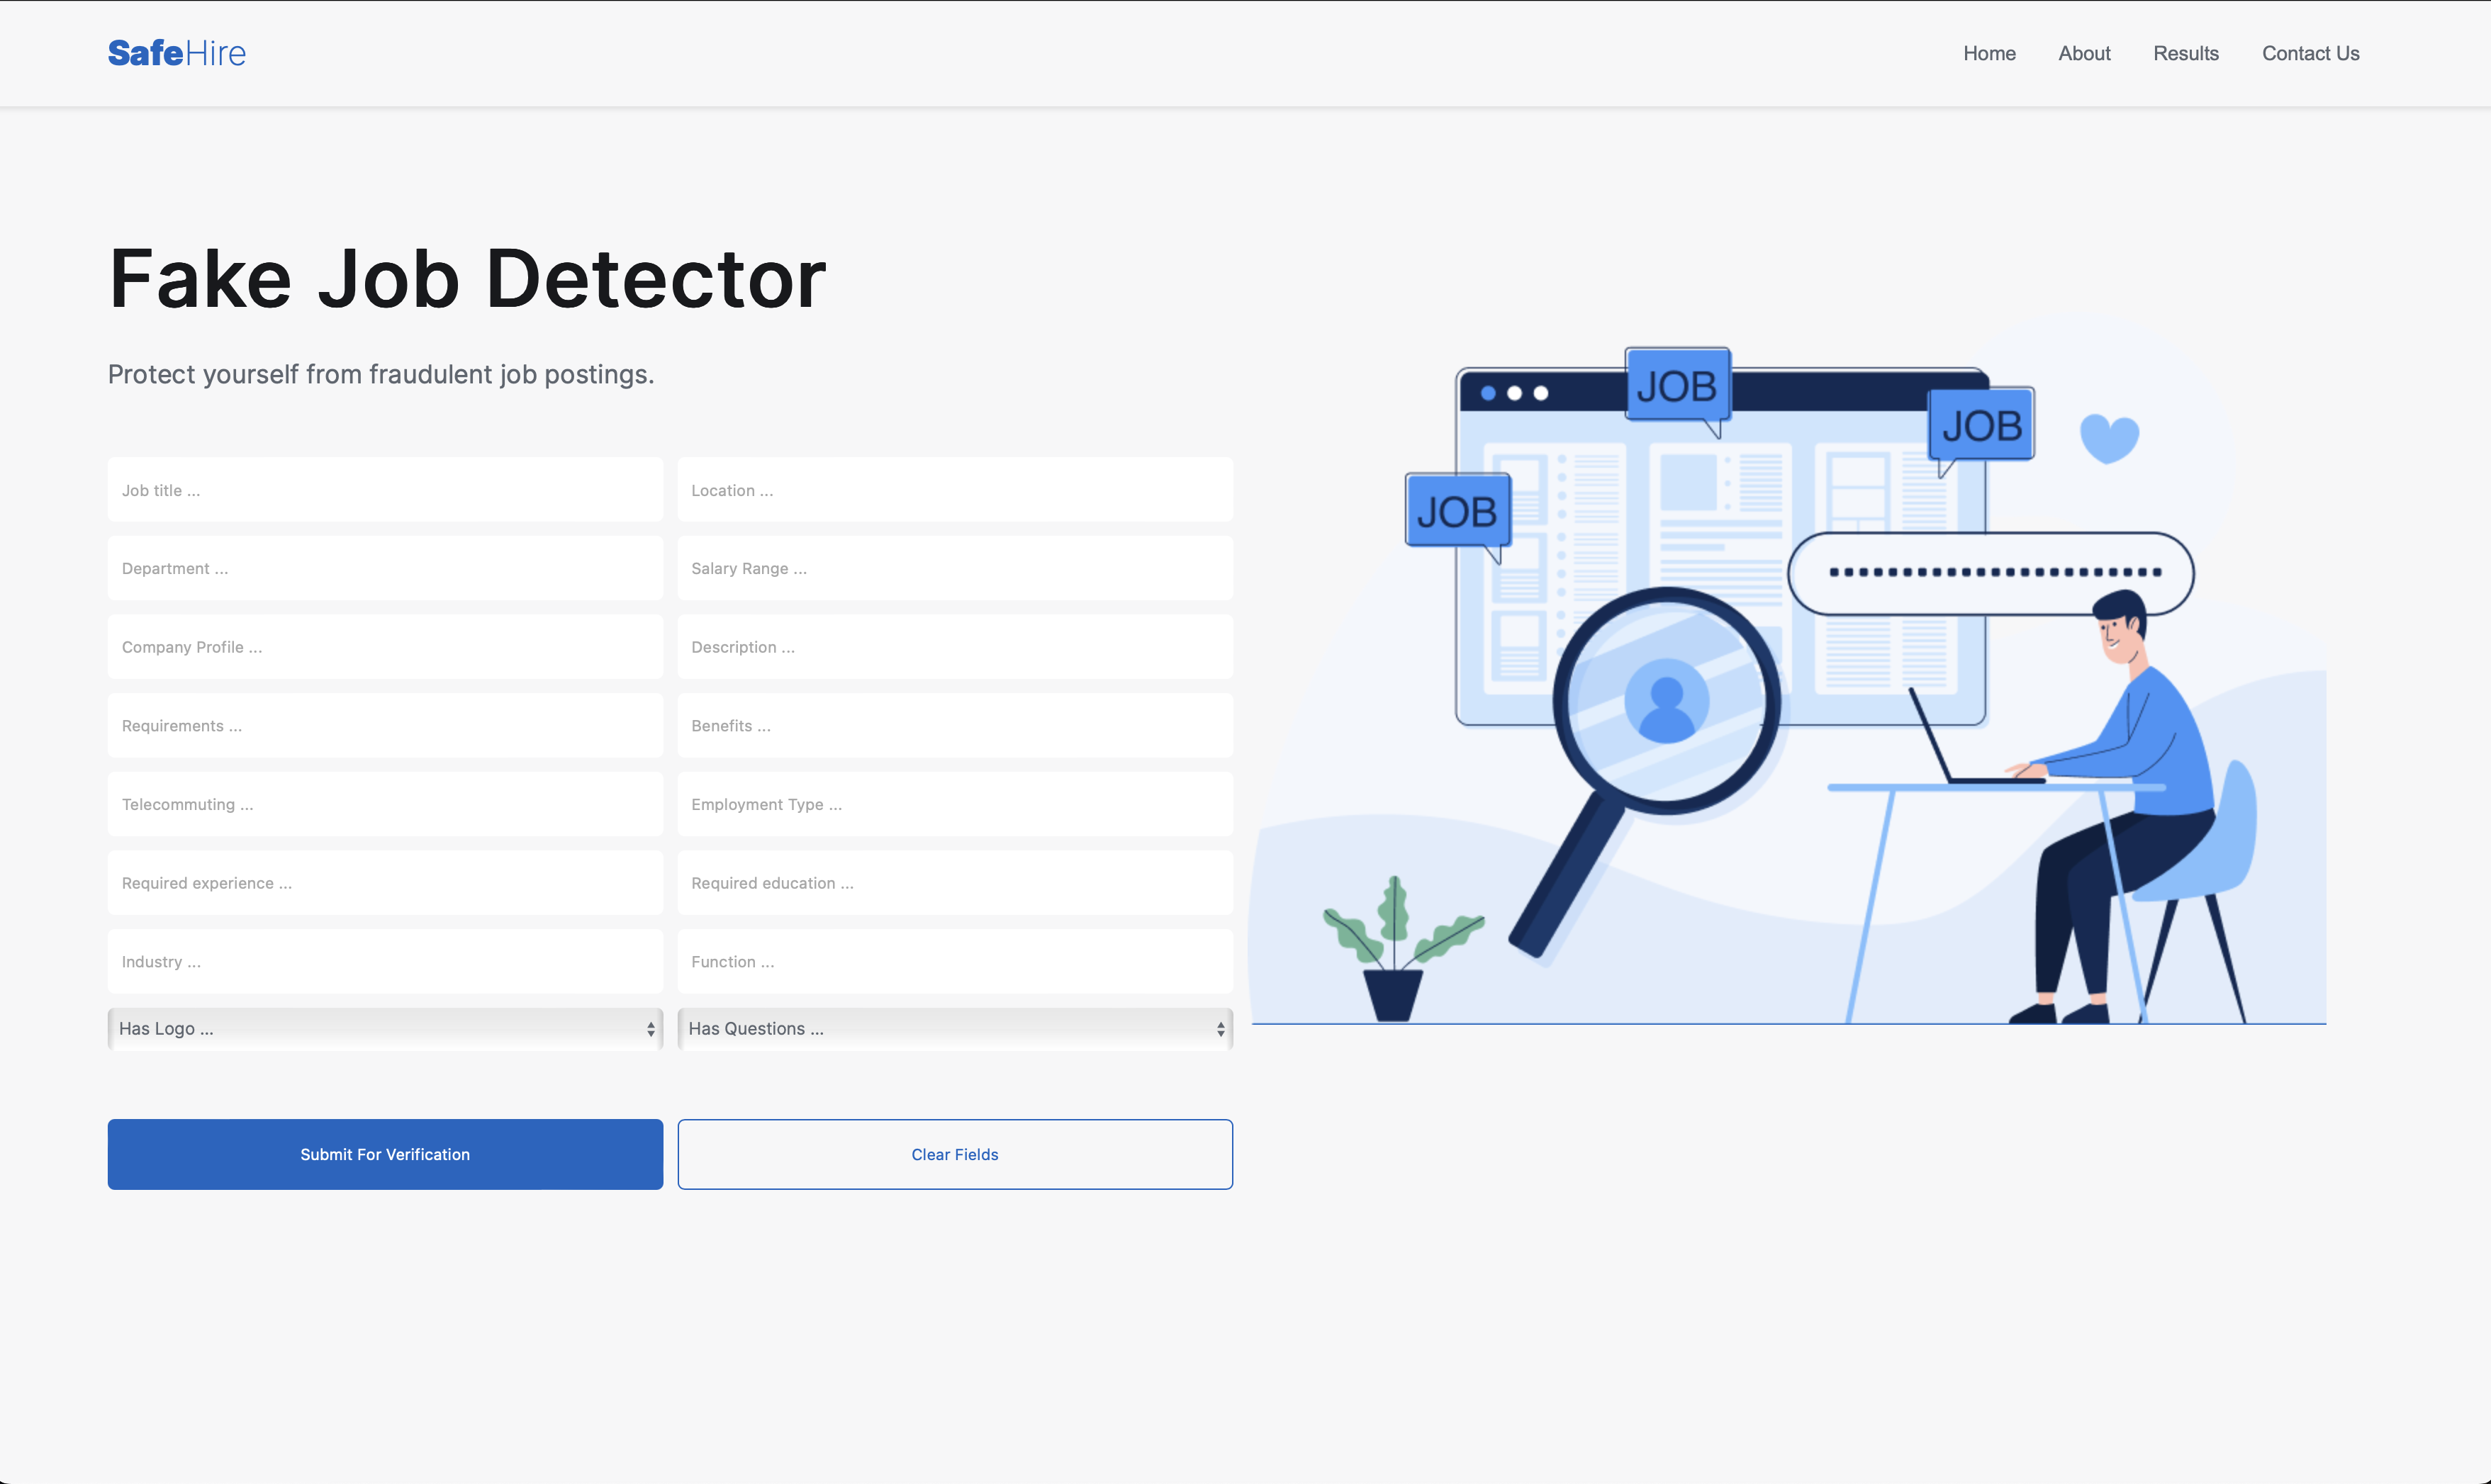 SafeHire
Home About Results Contact Us
Fake Job Detector
Protect yourself from fraudulent job postings.
Job title ... Location ...
Department ... Salary Range ...
Company Profile ... Description ...
Requirements ... Benefits ...
Telecommuting ... Employment Type ...
Required experience ... Required education ...
Industry ... Function ...
Has Logo ... Has Questions ...
Submit For Verification Clear Fields
JOB
JOB
JOB